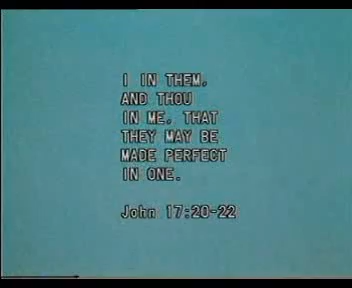 I IN THEM,
AND THOU
IN ME, THAT
THEY MAY BE
MADE PERFECT
IN ONE.
John 17:20-22